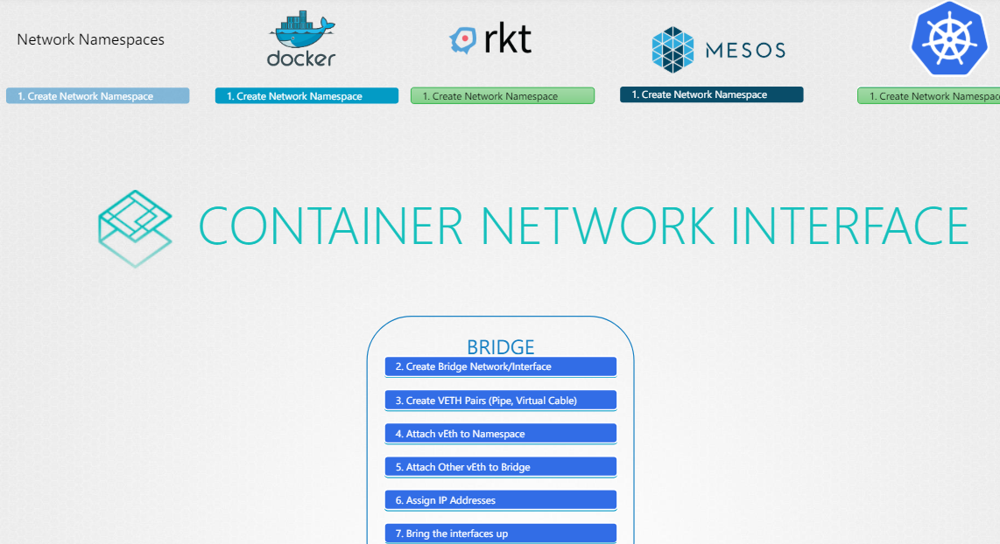 Network Namespaces
docker
rkt
MESOS
1. Create Network Namespace
1. Create Network Namespace
1. Create Network Namespace
1. Create Network Namespace
1. Create Network Namespac
CONTAINER NETWORK INTERFACE
BRIDGE
2. Create Bridge Network/Interface
3. Create VETH Pairs (Pipe, Virtual Cable)
4. Attach vEth to Namespace
5. Attach Other vEth to Bridge
6. Assign IP Addresses
7. Bring the interfaces up